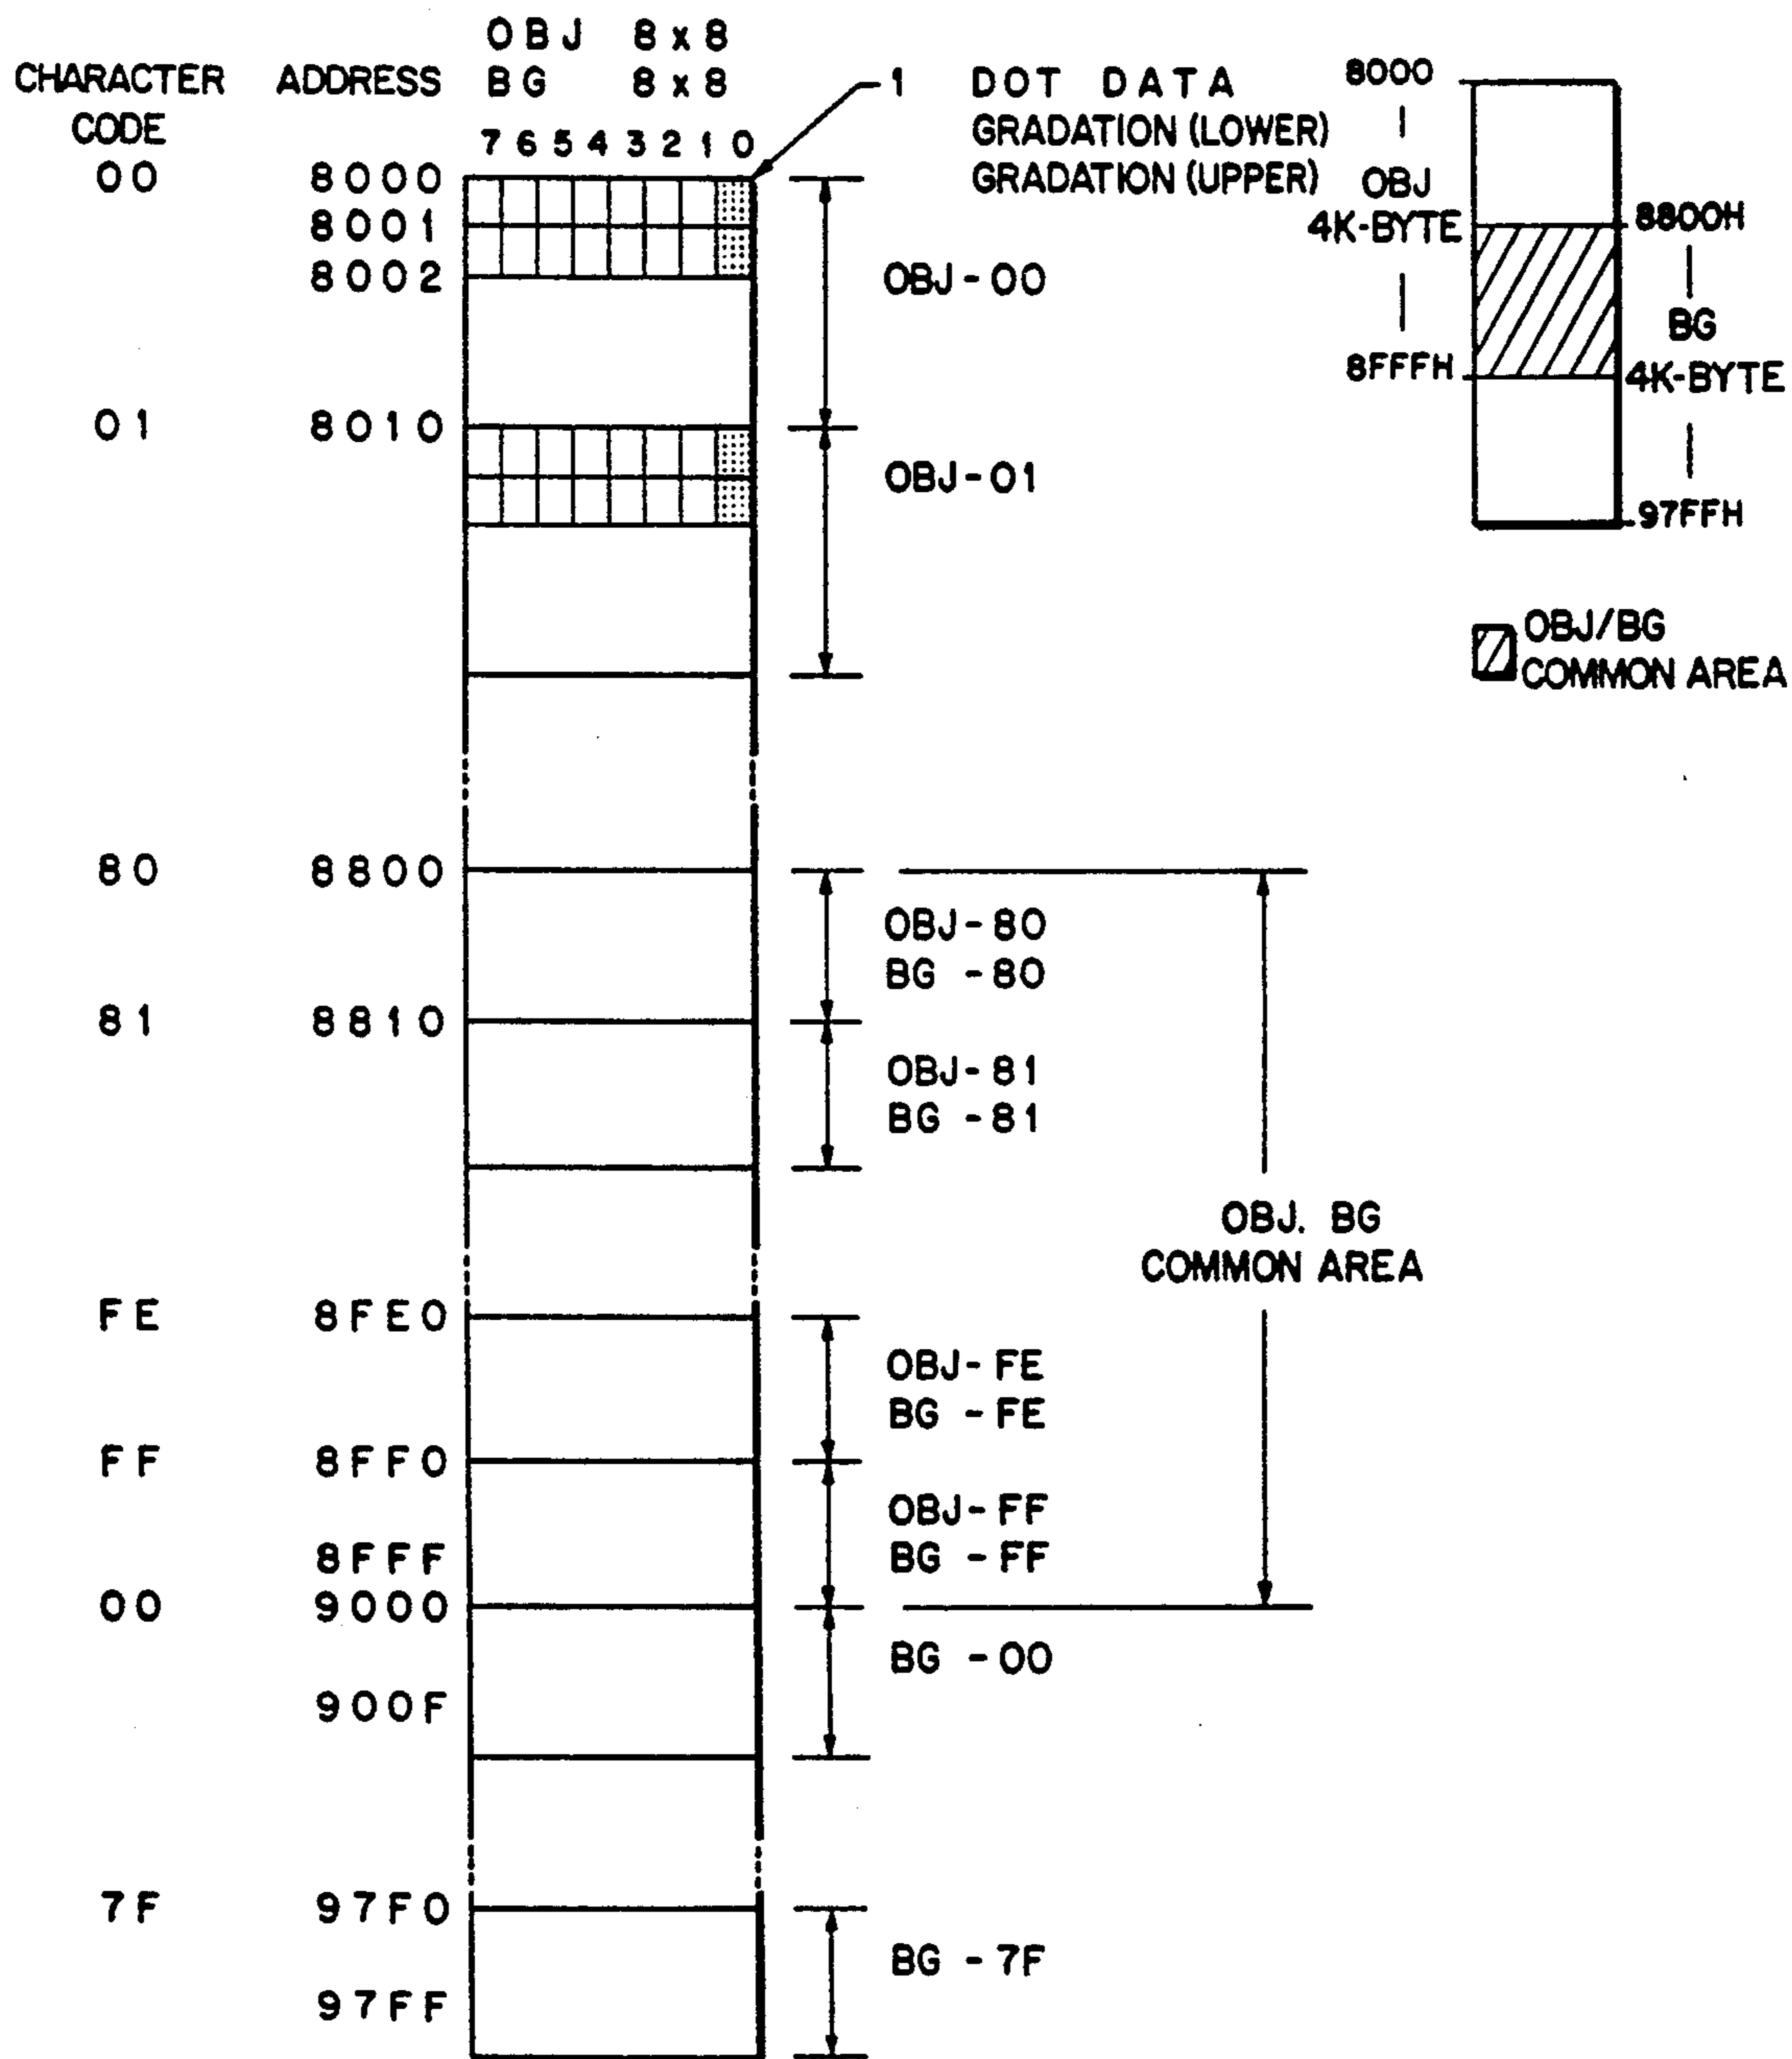 OBJ 8x8
CHARACTER ADDRESS BG 8x8
CODE
7 6 5 4 3 2 1 0
1 DOT DATA
GRADATION (LOWER)
GRADATION (UPPER)
00 8000
8001
8002
OBJ-00
01 8010
OBJ-01
80 8800
OBJ-80
BG -80
81 8810
OBJ-81
BG -81
OBJ. BG
COMMON AREA
FE 8FE0
OBJ-FE
BG -FE
FF 8FF0
OBJ-FF
BG -FF
8FFF
00 9000
BG -00
900F
7F 97F0
BG -7F
97FF
8000
OBJ
4K-BYTE
8FFFH
8800H
BG
4K-BYTE
97FFH
OBJ/BG
COMMON AREA